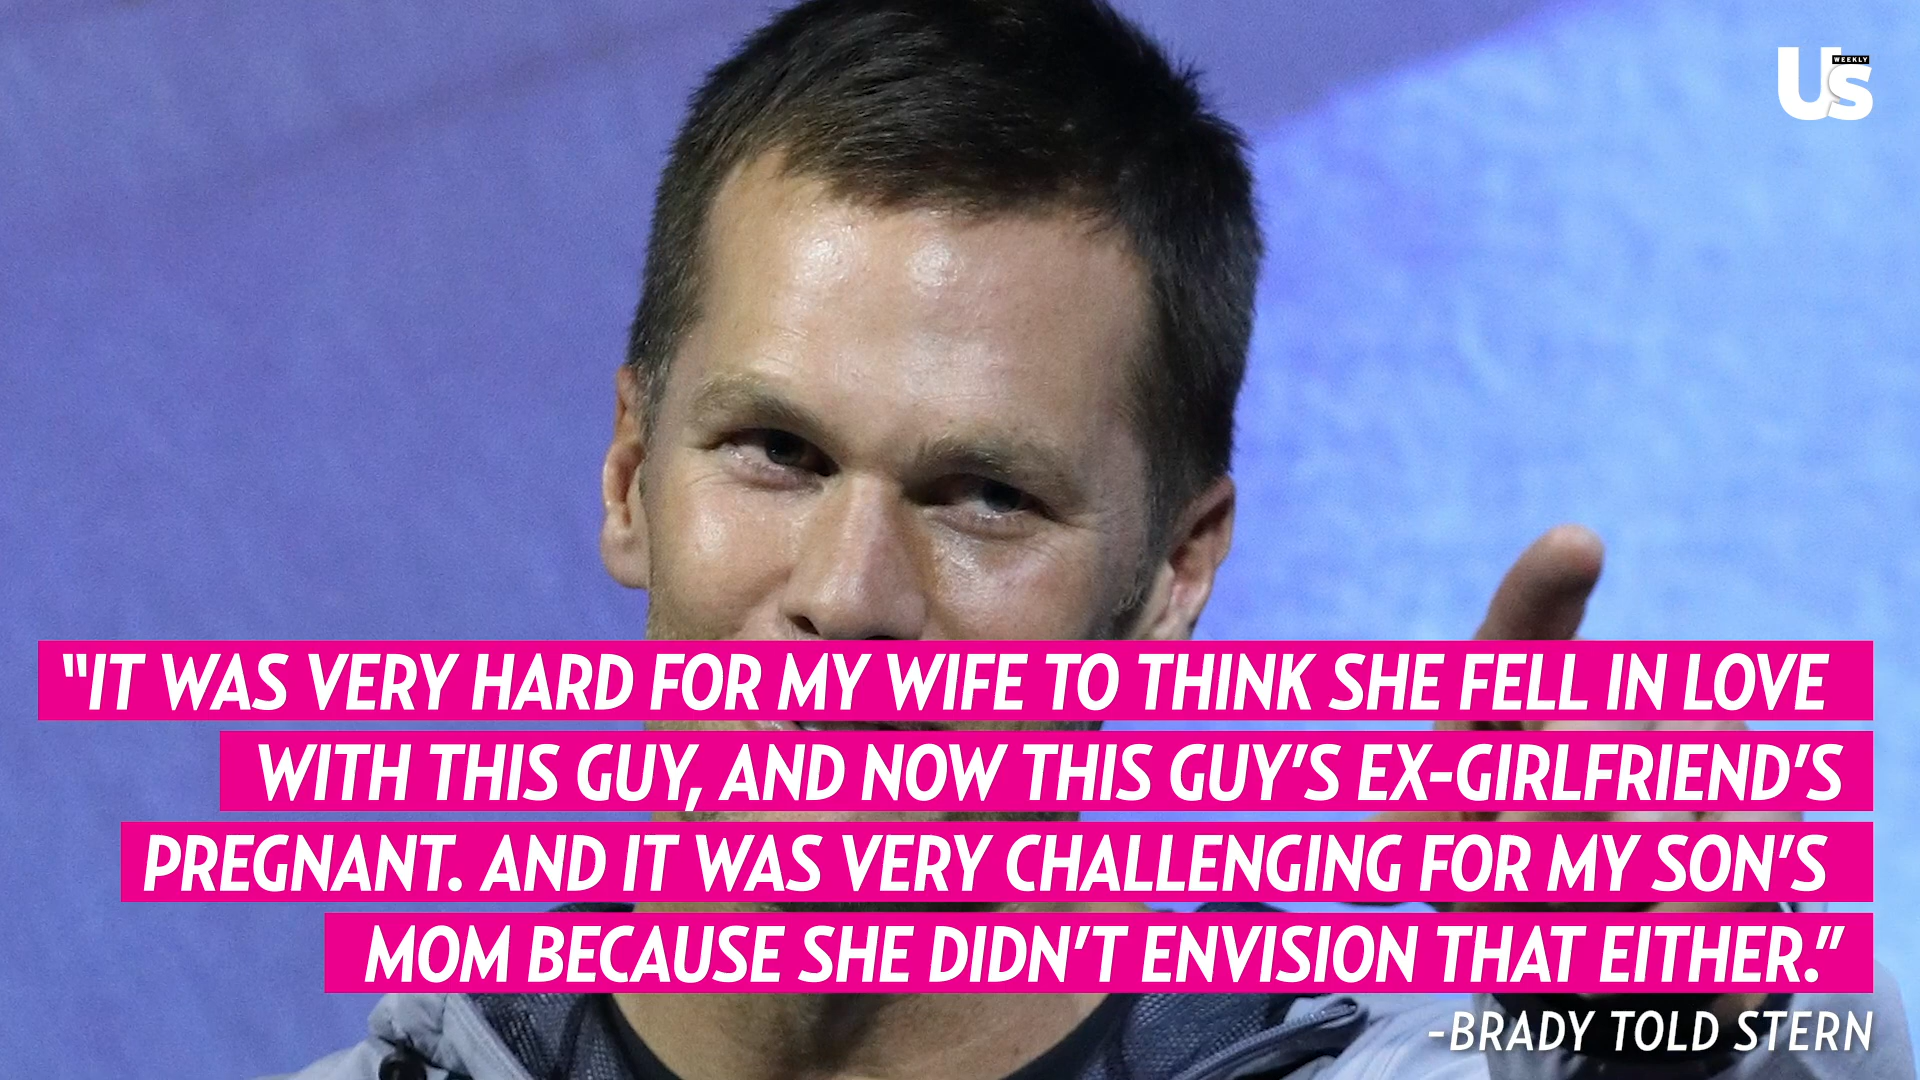 Us
WEEKLY
“IT WAS VERY HARD FOR MY WIFE TO THINK SHE FELL IN LOVE
WITH THIS GUY, AND NOW THIS GUY’S EX-GIRLFRIEND’S
PREGNANT. AND IT WAS VERY CHALLENGING FOR MY SON’S
MOM BECAUSE SHE DIDN’T ENVISION THAT EITHER.”
-BRADY TOLD STERN